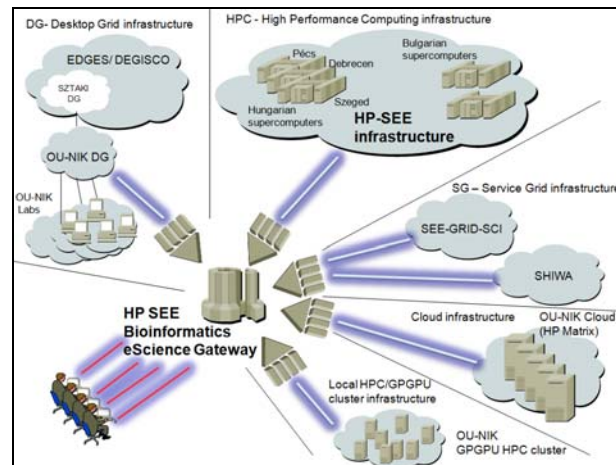 DG- Desktop Grid infrastructure
EDGES/ DEGISCO
SZTAKI
DG
OU-NIK DG
OU-NIK
Labs
HPC - High Performance Computing infrastructure
Pécs
Debrecen
Szeged
Hungarian
supercomputers
Bulgarian
supercomputers
HP-SEE
infrastructure
SG – Service Grid infrastructure
SEE-GRID-SCI
SHIWA
Cloud infrastructure
OU-NIK Cloud
(HP Matrix)
HP SEE
Bioinformatics
eScience Gateway
Local HPC/GPGPU
cluster infrastructure
OU-NIK
GPGPU HPC cluster